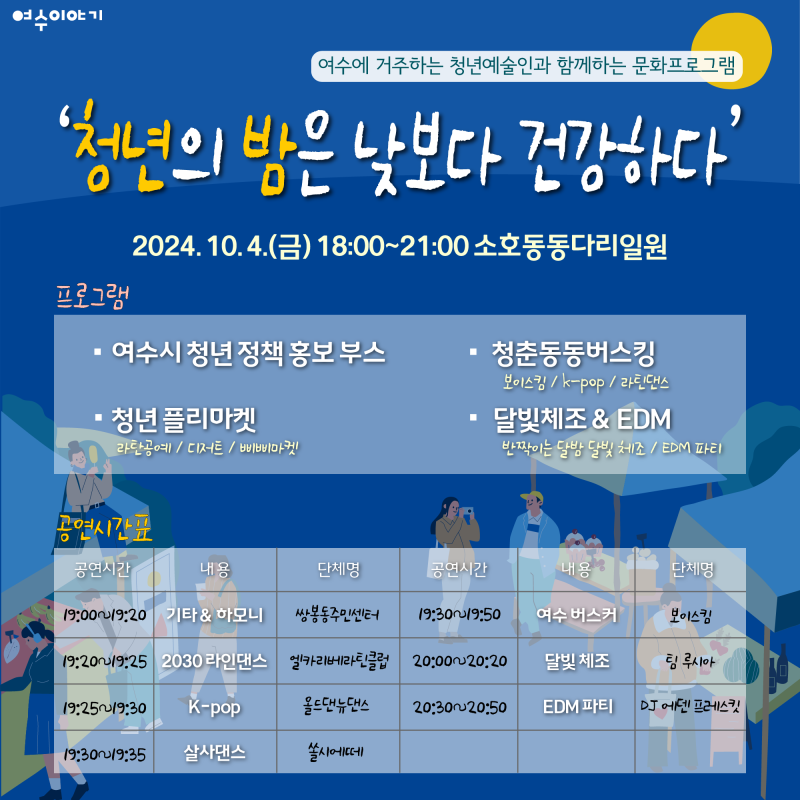 여수이야기
여수에 거주하는 청년예술인과 함께하는 문화프로그램
‘청년의 밤은 낮보다 건강하다’
2024. 10. 4.(금) 18:00~21:00 소호동동다리일원
프로그램
▪ 여수시 청년 정책 홍보 부스
▪ 청춘동동버스킹
보이스킴 / k-pop / 라틴댄스
▪ 청년 플리마켓
라탄공예 / 디저트 / 삐삐마켓
▪ 달빛체조 & EDM
반짝이는 달밤 달빛 체조 / EDM 파티
공연시간표
공연시간 내용 단체명 공연시간 내용 단체명
19:00~19:20 기타 & 하모니 쌍봉동주민센터 19:30~19:50 여수 버스커 보이스킴
19:20~19:25 2030 라인댄스 엘카리베라틴클럽 20:00~20:20 달빛 체조 팀 루시아
19:25~19:30 K-pop 올드댄뉴댄스 20:30~20:50 EDM 파티 DJ 에덴 프레스킷
19:30~19:35 살사댄스 쏠시에떼